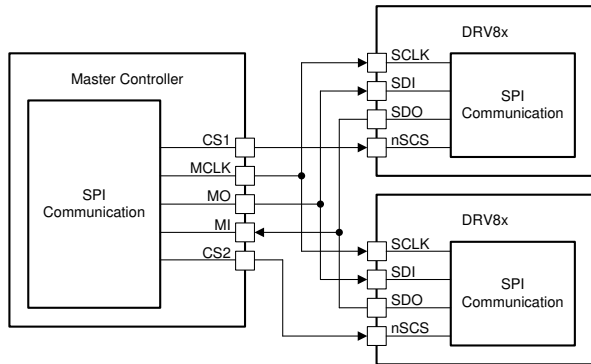 Master Controller
SPI
Communication
CS1
MCLK
MO
MI
CS2
DRV8x
SCLK
SDI
SDO
nSCS
SPI
Communication
DRV8x
SCLK
SDI
SDO
nSCS
SPI
Communication